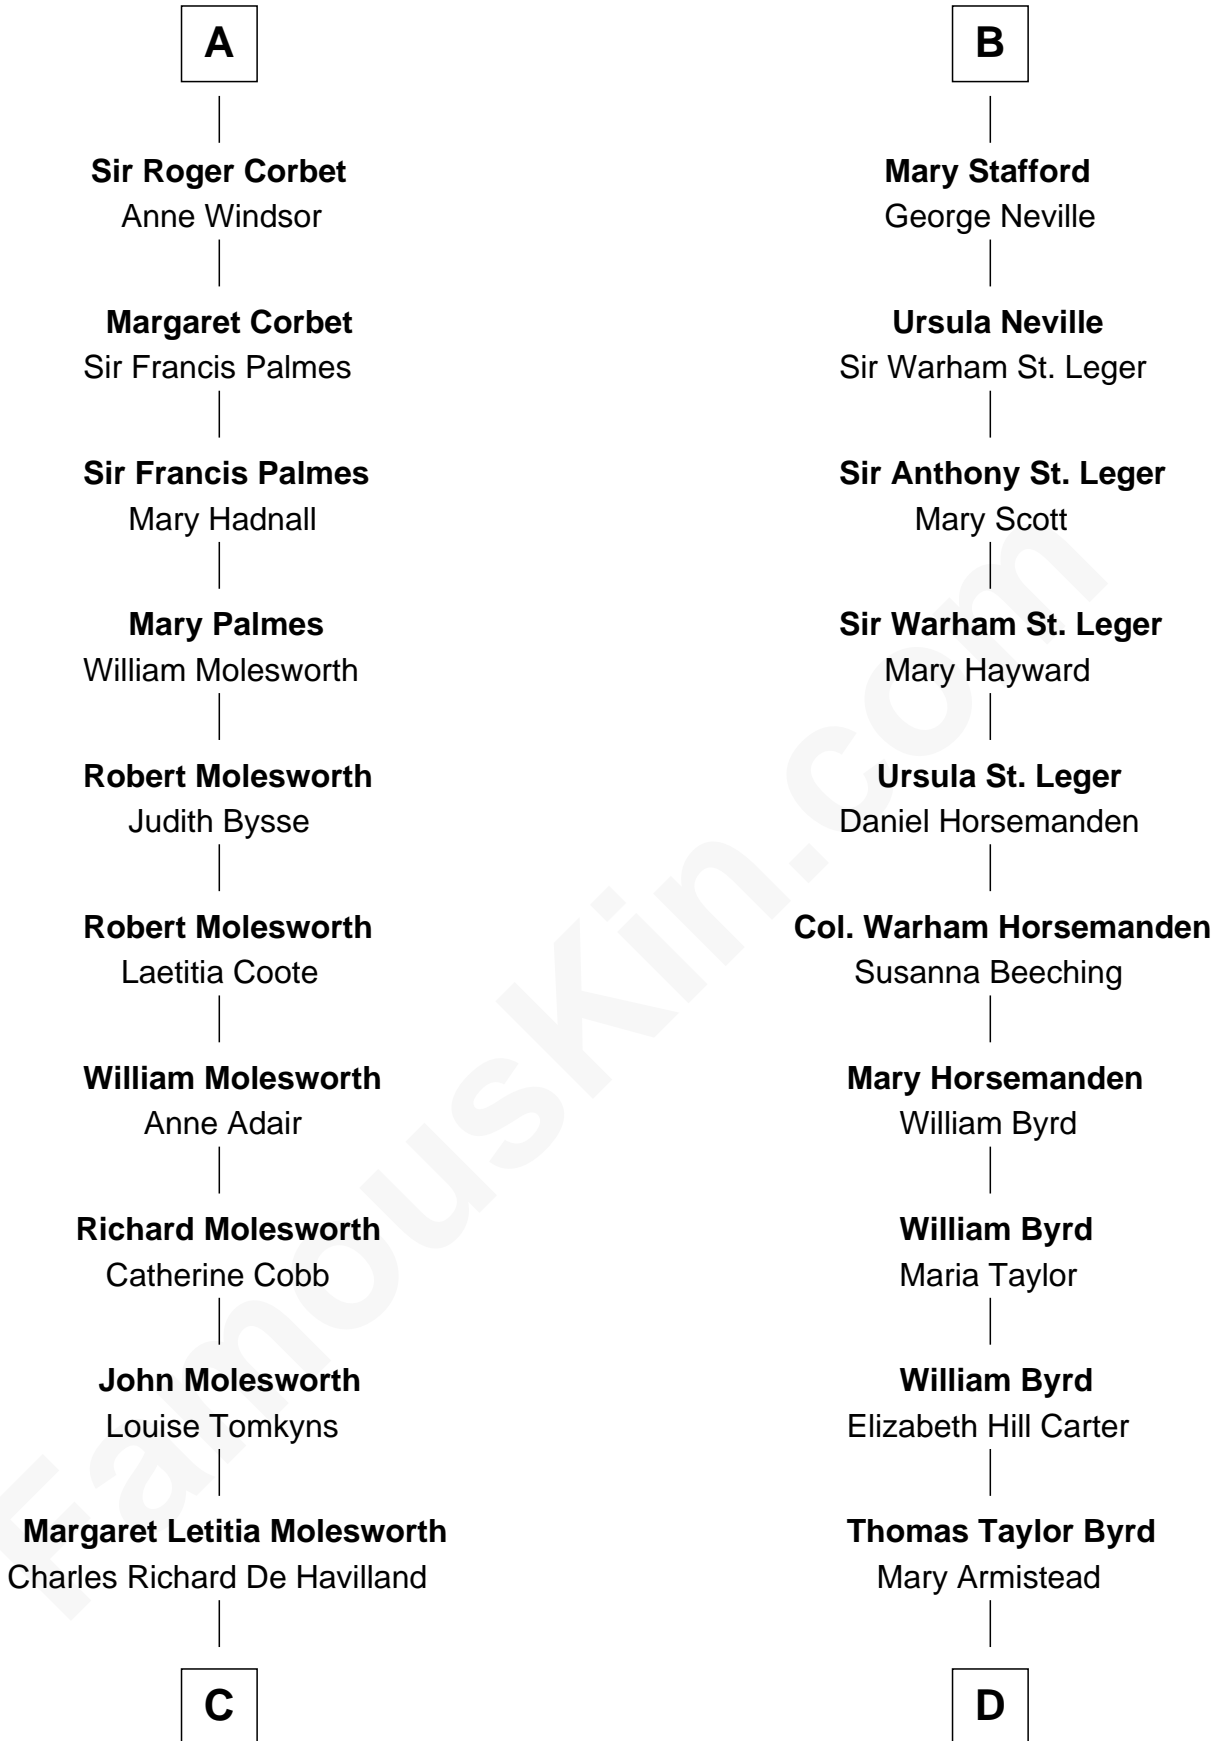 A
Sir Roger Corbet
Anne Windsor
Margaret Corbet
Sir Francis Palmes
Sir Francis Palmes
Mary Hadnall
Mary Palmes
William Molesworth
Robert Molesworth
Judith Bysse
Robert Molesworth
Laetitia Coote
William Molesworth
Anne Adair
Richard Molesworth
Catherine Cobb
John Molesworth
Louise Tomkyns
Margaret Letitia Molesworth
Charles Richard De Havilland
C
B
Mary Stafford
George Neville
Ursula Neville
Sir Warham St. Leger
Sir Anthony St. Leger
Mary Scott
Sir Warham St. Leger
Mary Hayward
Ursula St. Leger
Daniel Horsemanden
Col. Warham Horsemanden
Susanna Beeching
Mary Horsemanden
William Byrd
William Byrd
Maria Taylor
William Byrd
Elizabeth Hill Carter
Thomas Taylor Byrd
Mary Armistead
D
FamousKin.com